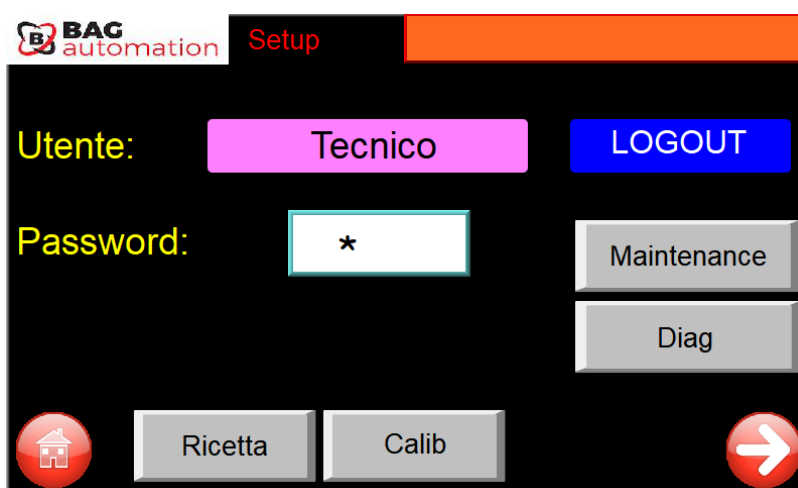 BAG
automation
Setup
Utente:
Tecnico
LOGOUT
Password:
*
Maintenance
Diag
Ricetta
Calib